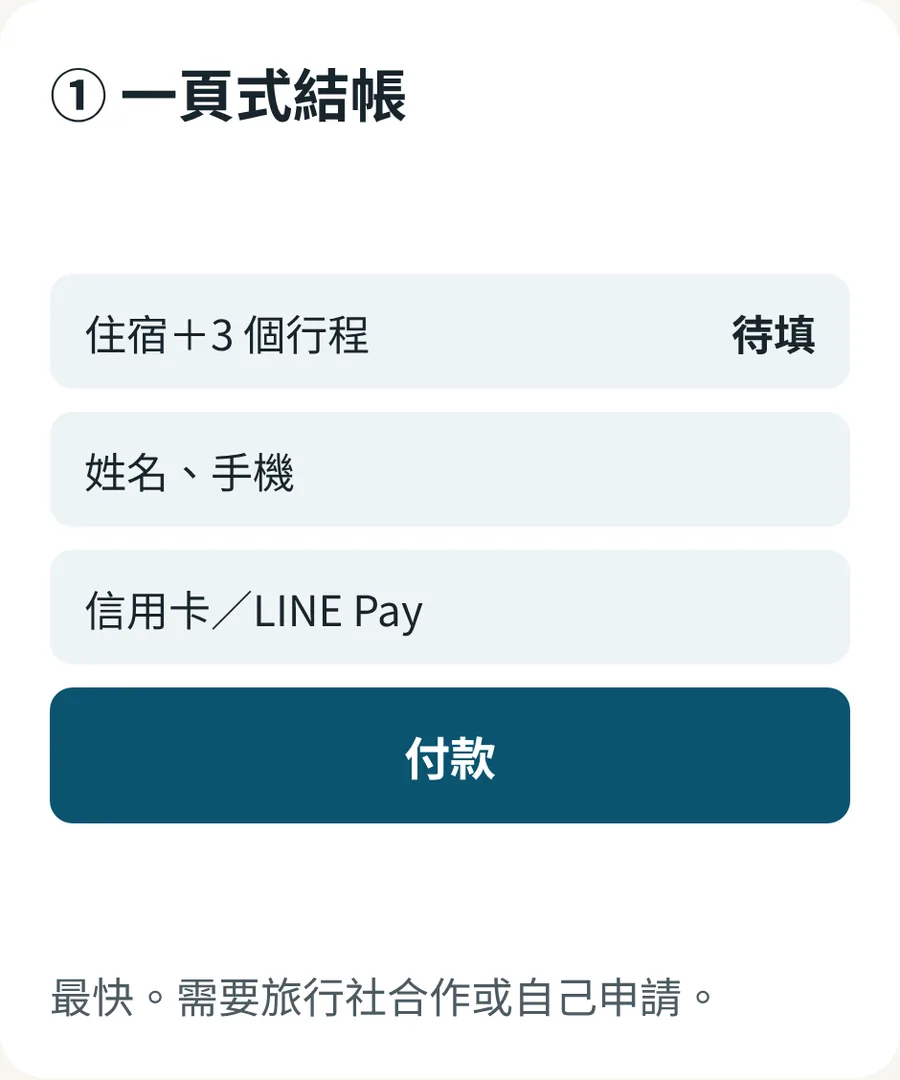 ① 一頁式結帳
住宿＋3 個行程 待填
姓名、手機
信用卡／LINE Pay
付款
最快。需要旅行社合作或自己申請。